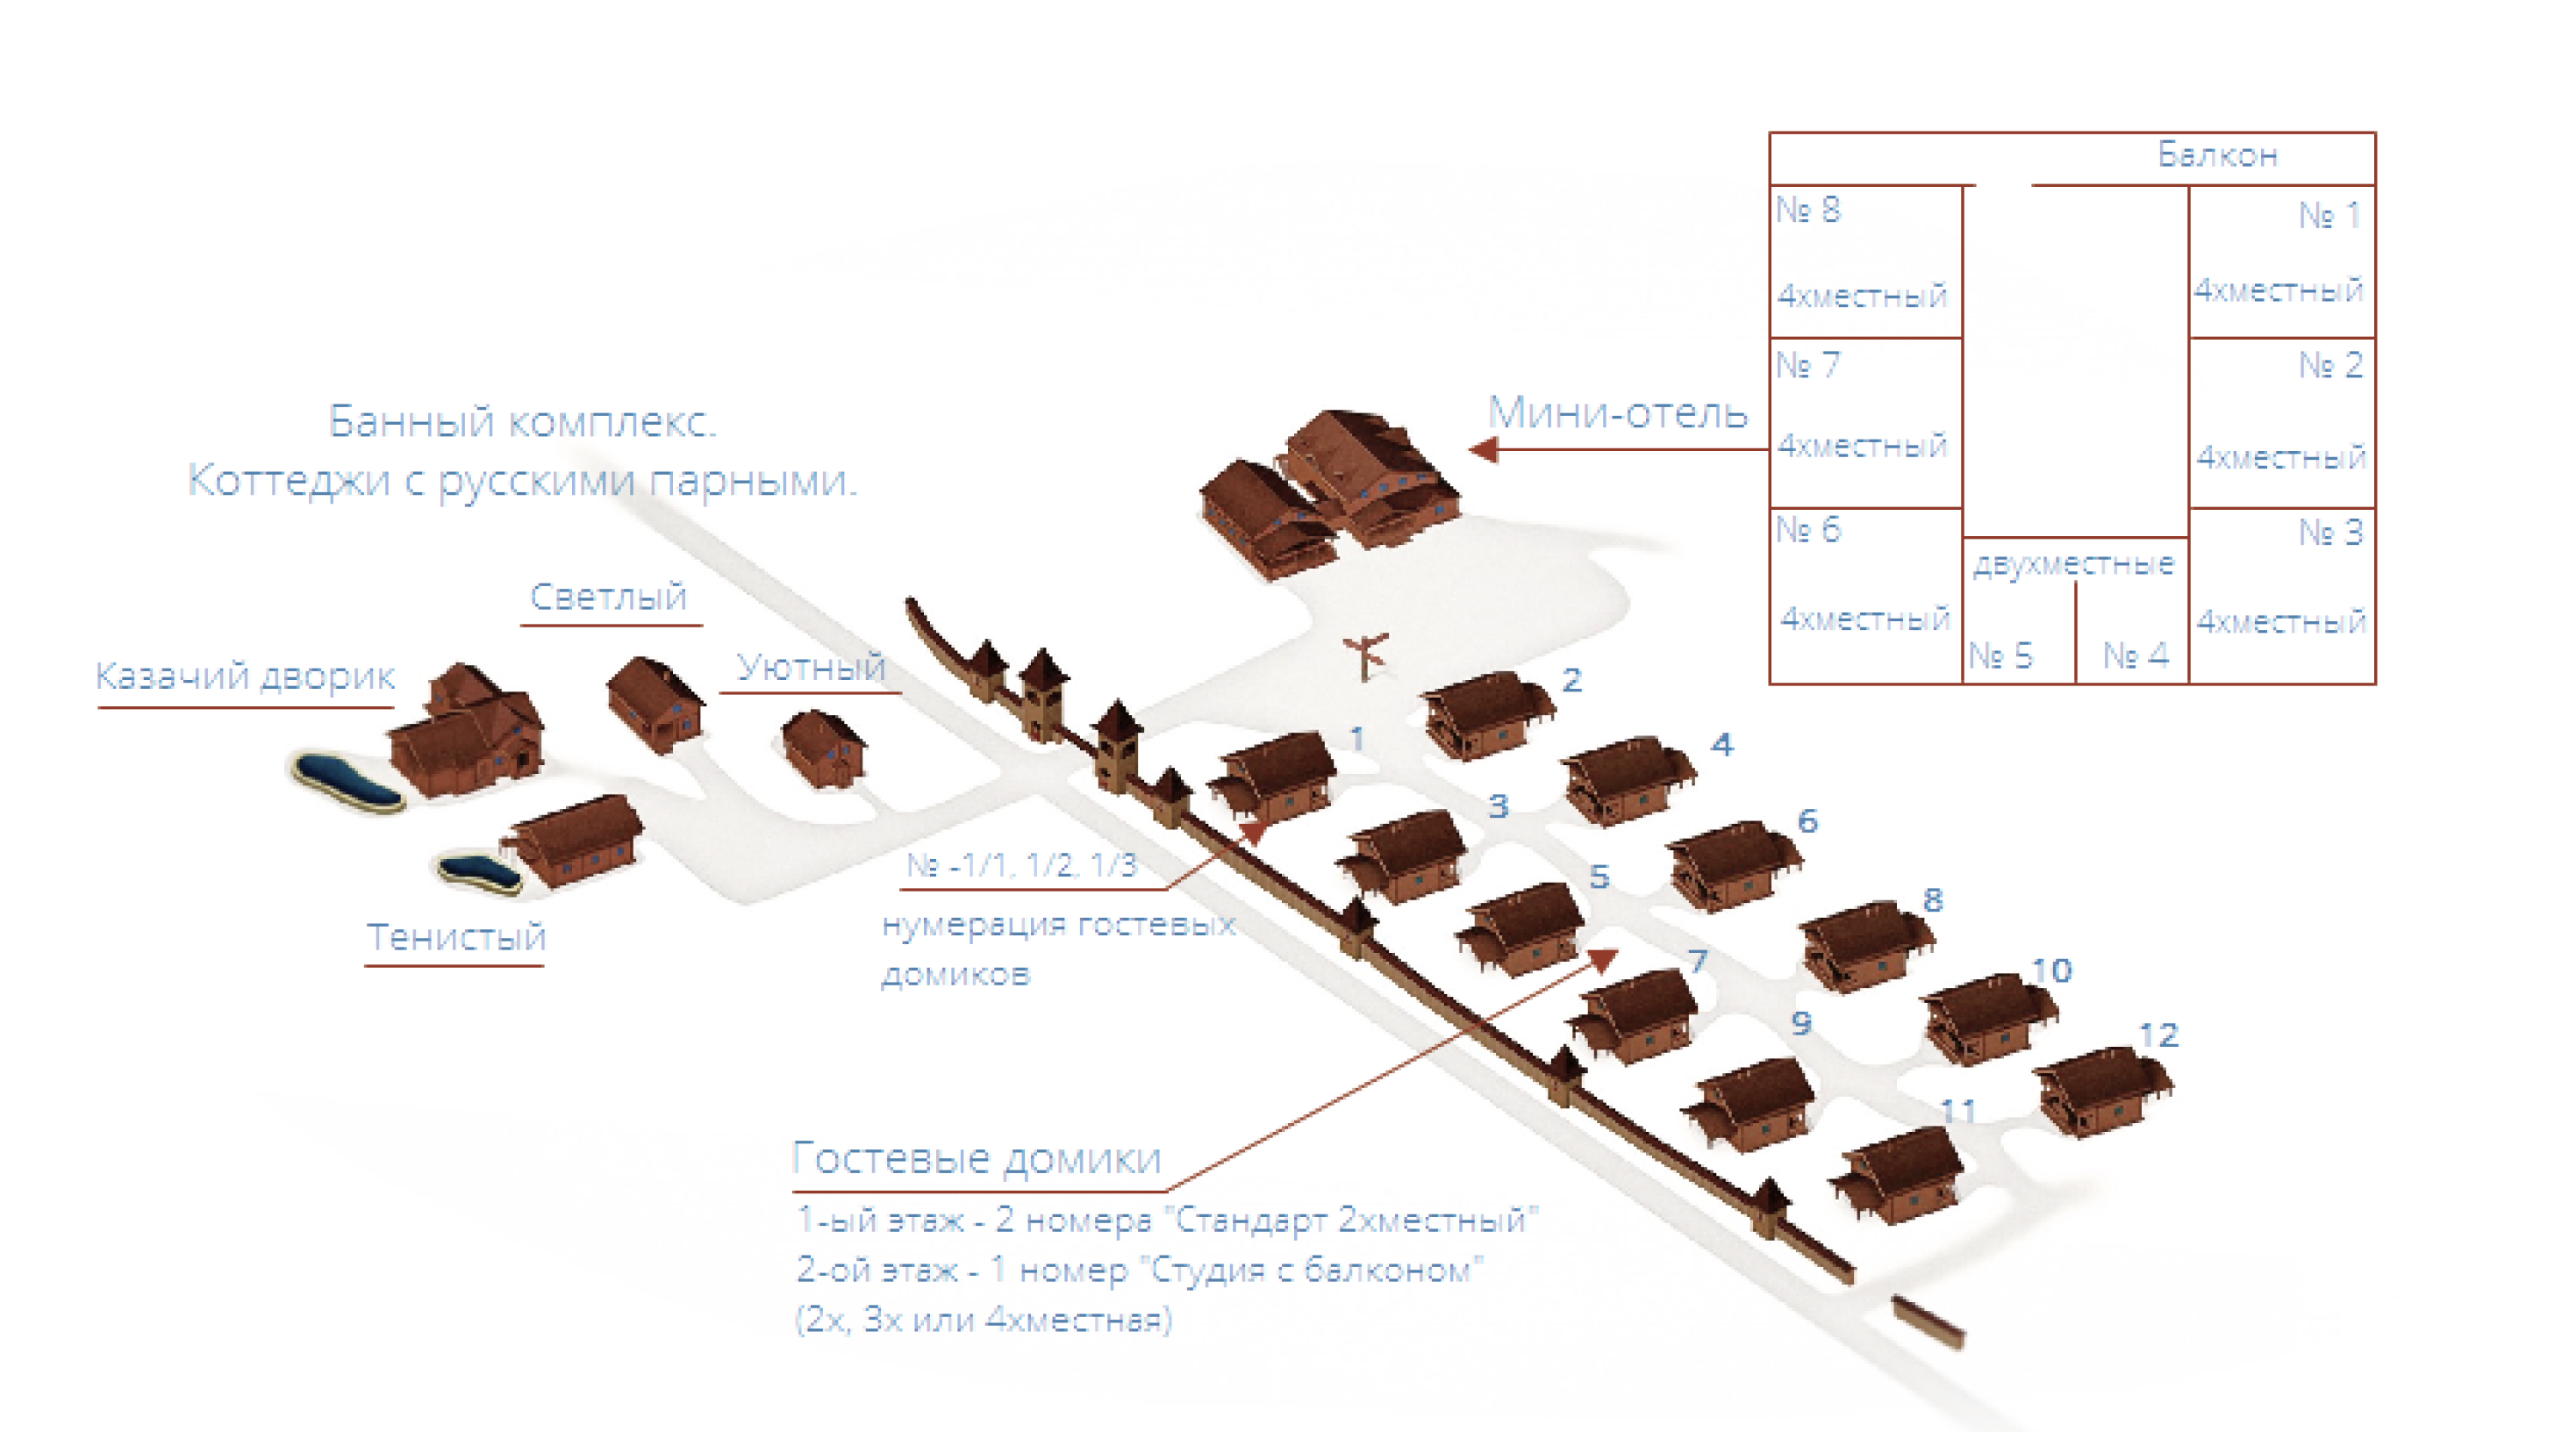 Балкон
№ 8
№ 1
4хместный
4хместный
№ 7
№ 2
4хместный
4хместный
№ 6
№ 3
двухместные
4хместный
4хместный
№ 5
№ 4
Мини-отель
Банный комплекс.
Коттеджи с русскими парными.
Светлый
Уютный
Казачий дворик
Тенистый
2
1
4
3
6
5
8
7
10
9
12
11
№ -1/1, 1/2, 1/3
нумерация гостевых
домиков
Гостевые домики
1-ый этаж - 2 номера "Стандарт 2хместный"
2-ой этаж - 1 номер "Студия с балконом"
(2х, 3х или 4хместная)